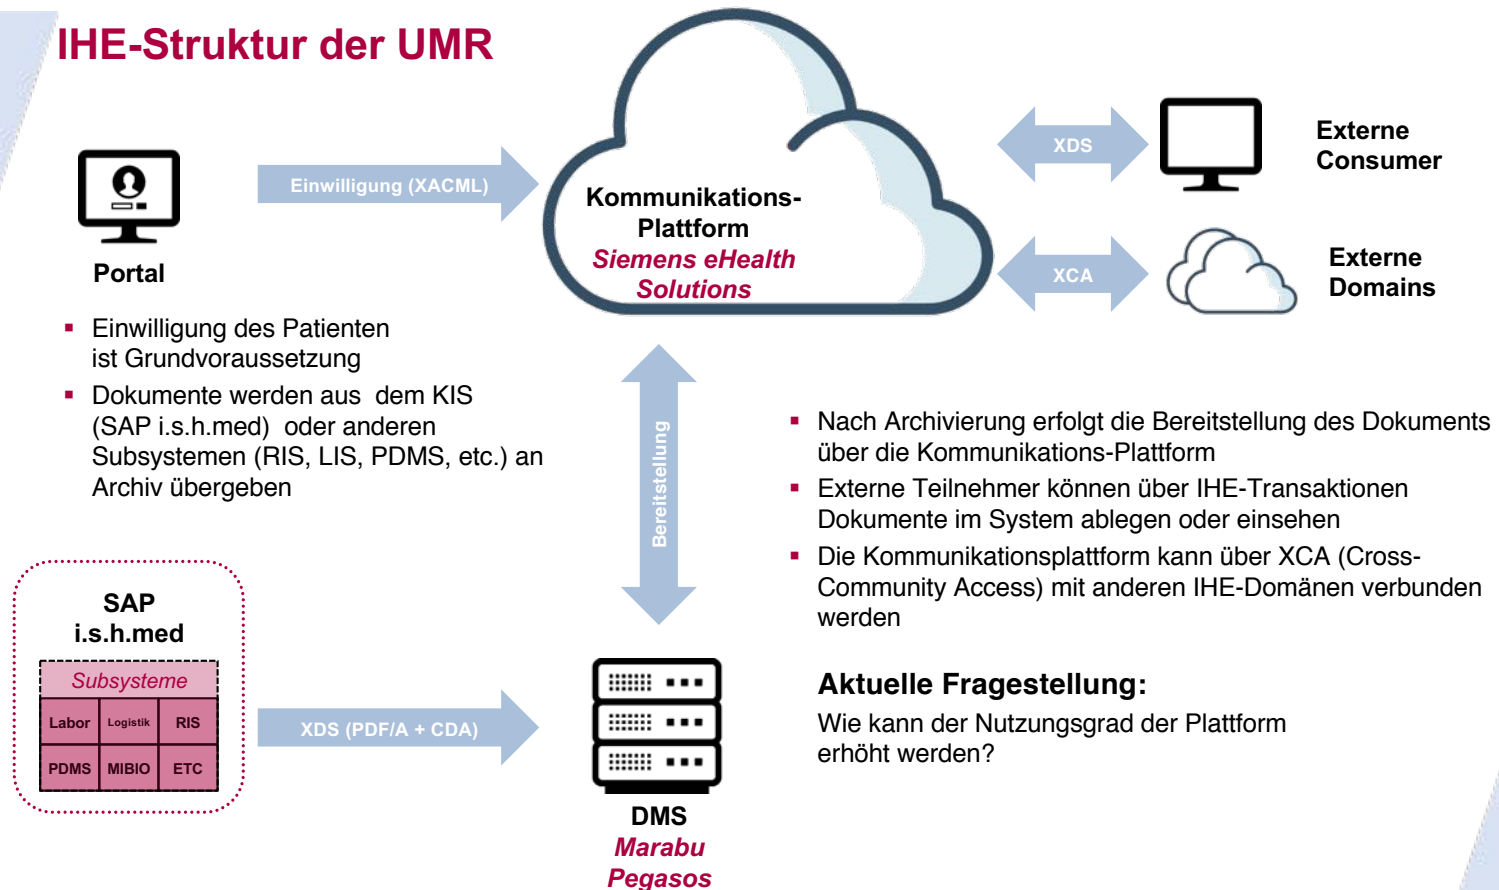 IHE-Struktur der UMR
Einwilligung (XACML)
Portal
Kommunikations-
Plattform
Siemens eHealth
Solutions
XDS
Externe
Consumer
XCA
Externe
Domains
▪ Einwilligung des Patienten
ist Grundvoraussetzung
▪ Dokumente werden aus dem KIS
(SAP i.s.h.med) oder anderen
Subsystemen (RIS, LIS, PDMS, etc.) an
Archiv übergeben
Bereitstellung
▪ Nach Archivierung erfolgt die Bereitstellung des Dokuments
über die Kommunikations-Plattform
▪ Externe Teilnehmer können über IHE-Transaktionen
Dokumente im System ablegen oder einsehen
▪ Die Kommunikationsplattform kann über XCA (Cross-
Community Access) mit anderen IHE-Domänen verbunden
werden
SAP
i.s.h.med
Subsysteme
Labor Logistik RIS
PDMS MIBIO ETC
XDS (PDF/A + CDA)
DMS
Marabu
Pegasos
Aktuelle Fragestellung:
Wie kann der Nutzungsgrad der Plattform
erhöht werden?